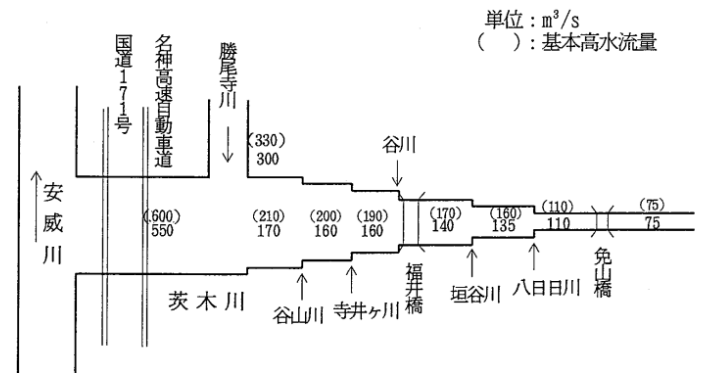 単位：m³/s
（　）：基本高水流量
国道171号
名神高速自動車道
勝尾寺川
(330)
300
谷川
安威川
(600)
550
(210)
170
(200)
160
(190)
160
(170)
140
(160)
135
(110)
110
(75)
75
茨木川
谷山川
寺井ヶ川
福井橋
垣谷川
八日日川
免山橋